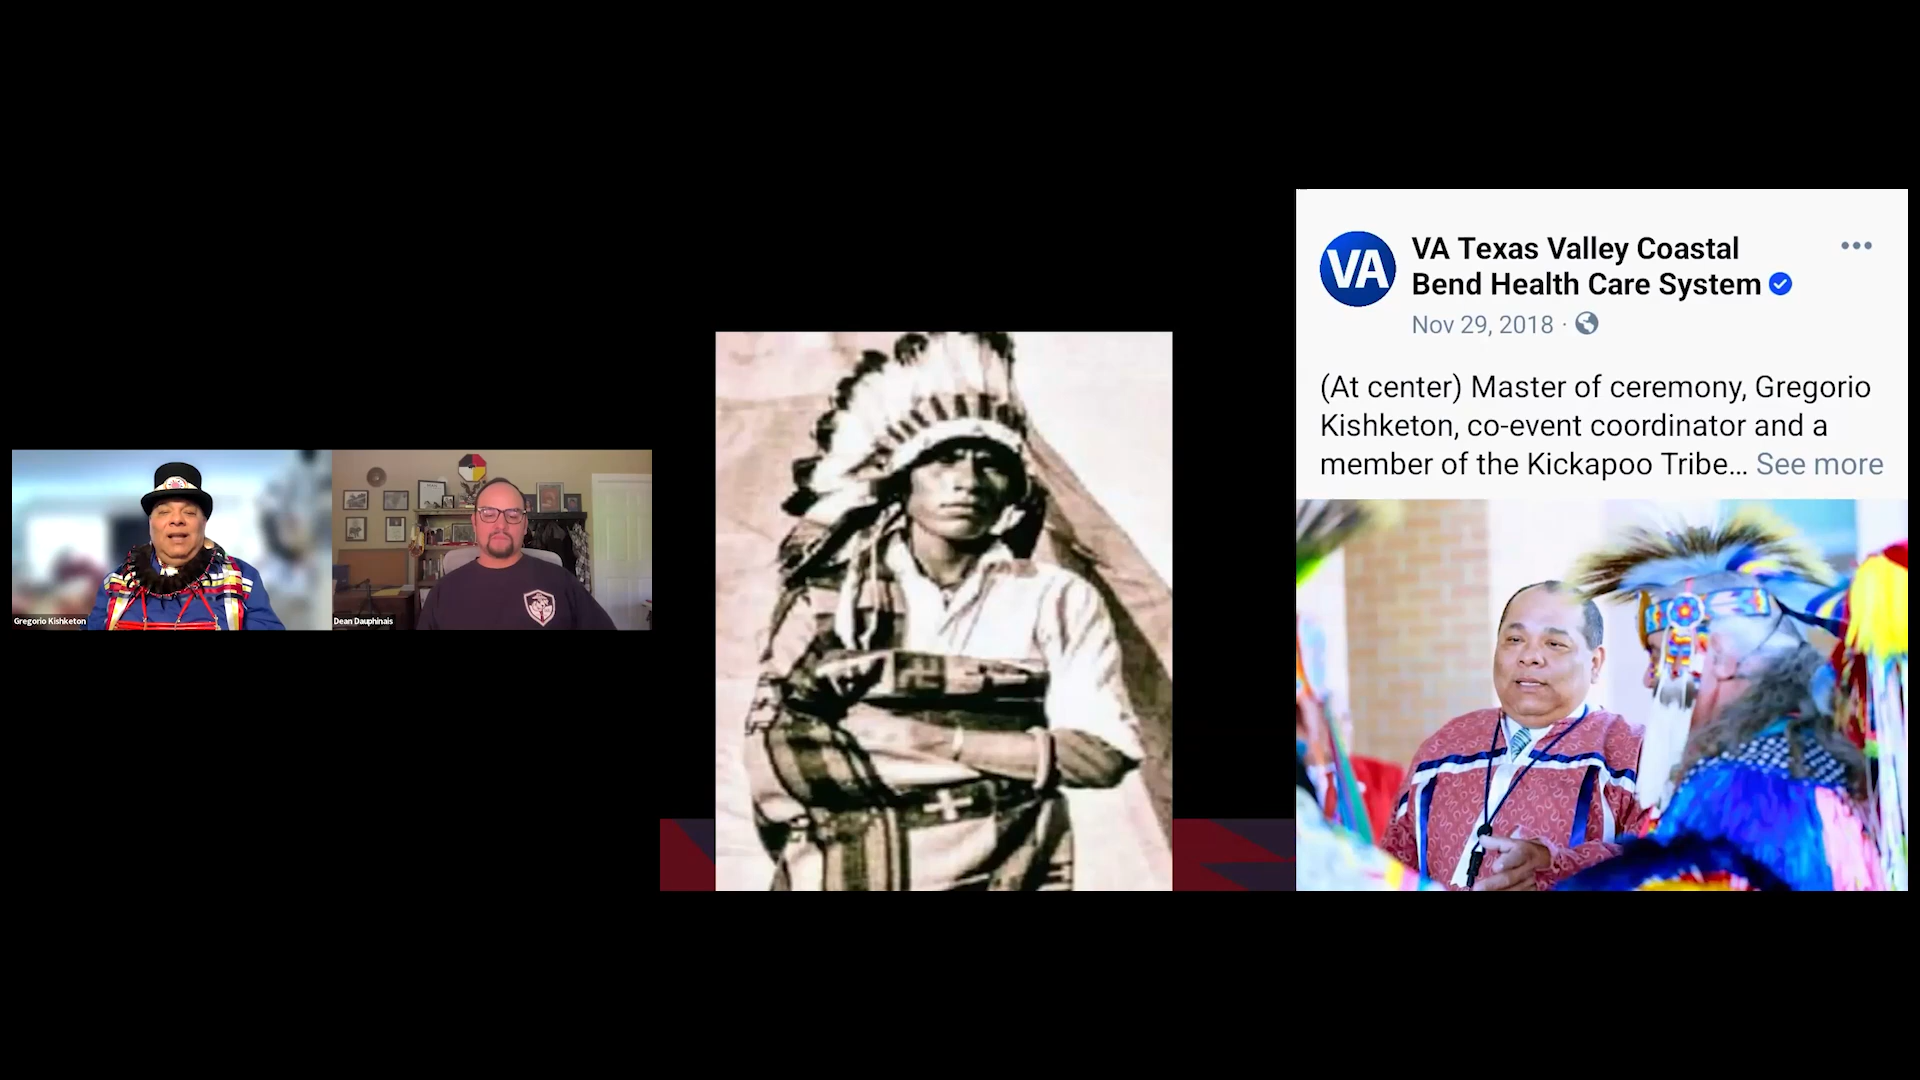 Gregorio Kishketon
Dean Dauphinais
VA
VA Texas Valley Coastal
Bend Health Care System
Nov 29, 2018 ·
(At center) Master of ceremony, Gregorio
Kishketon, co-event coordinator and a
member of the Kickapoo Tribe... See more